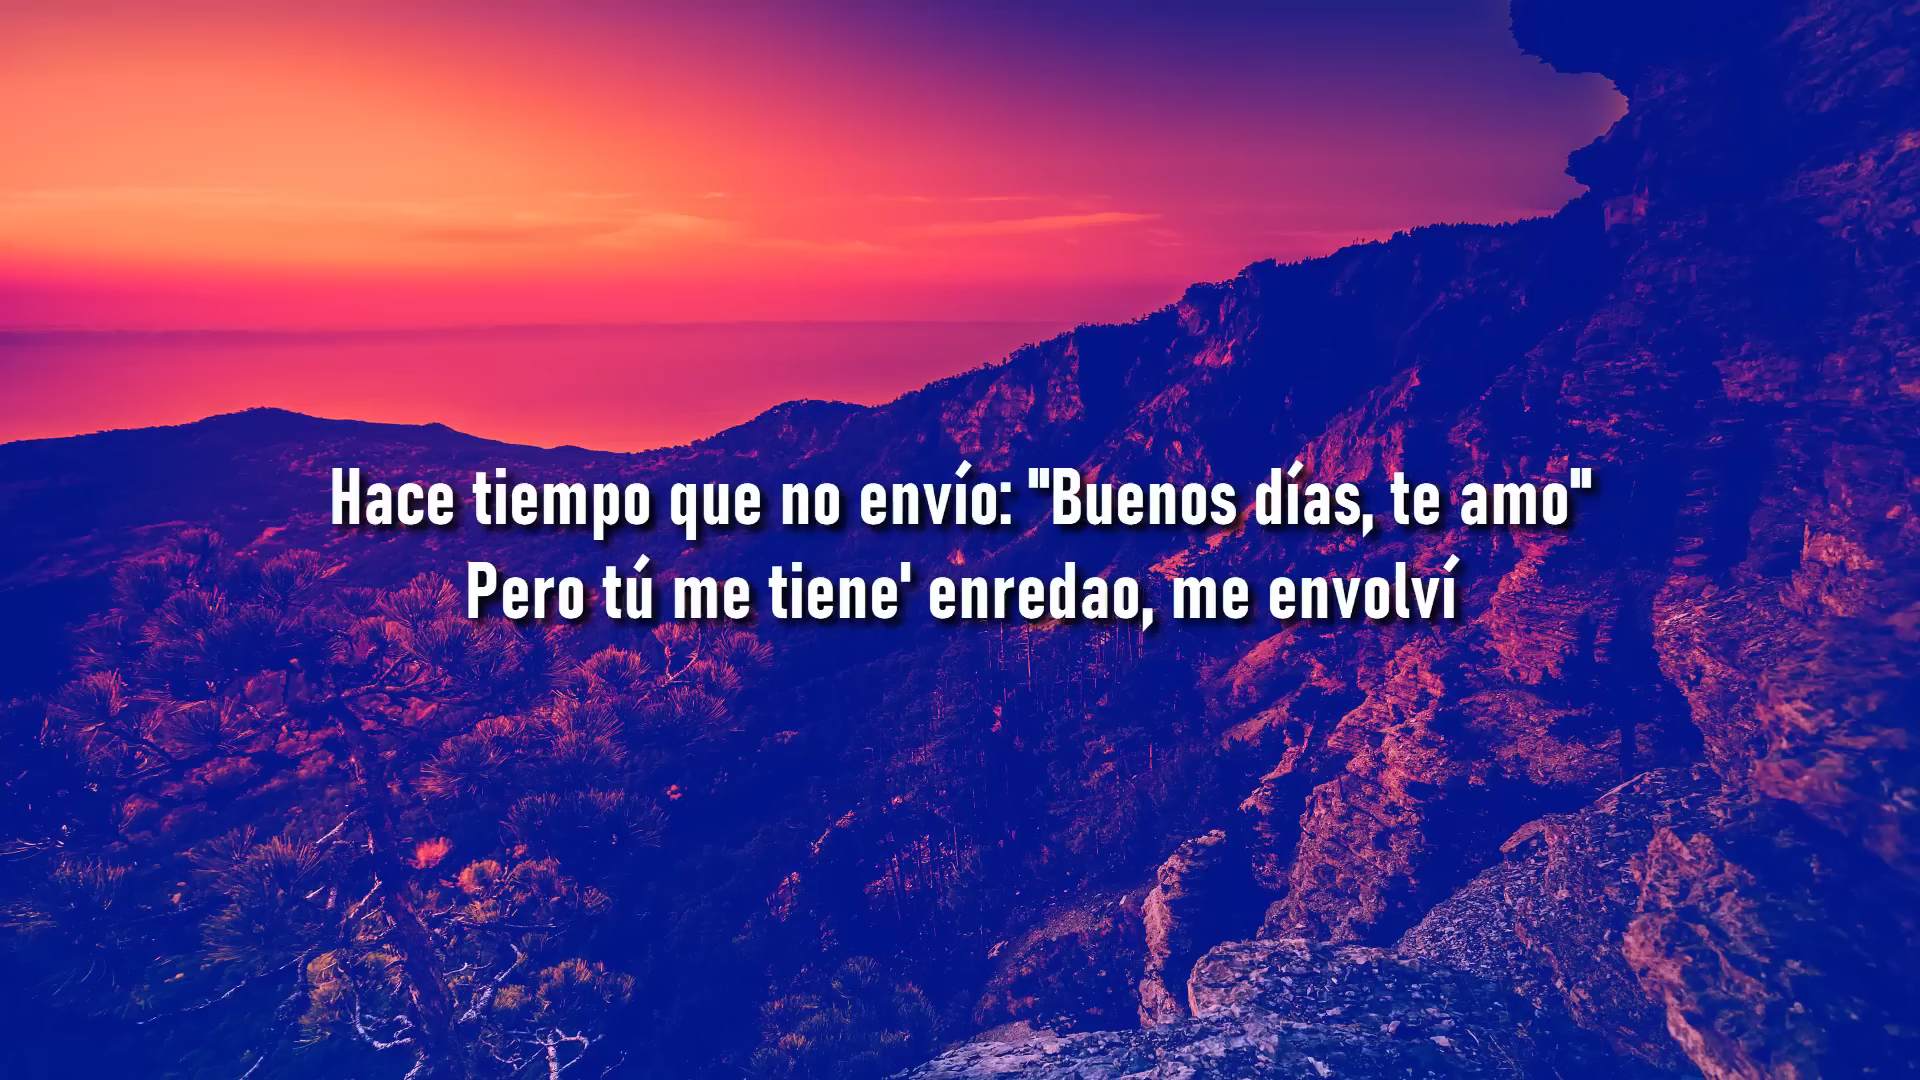 Hace tiempo que no envío: "Buenos días, te amo"
Pero tú me tiene' enredao, me envolví